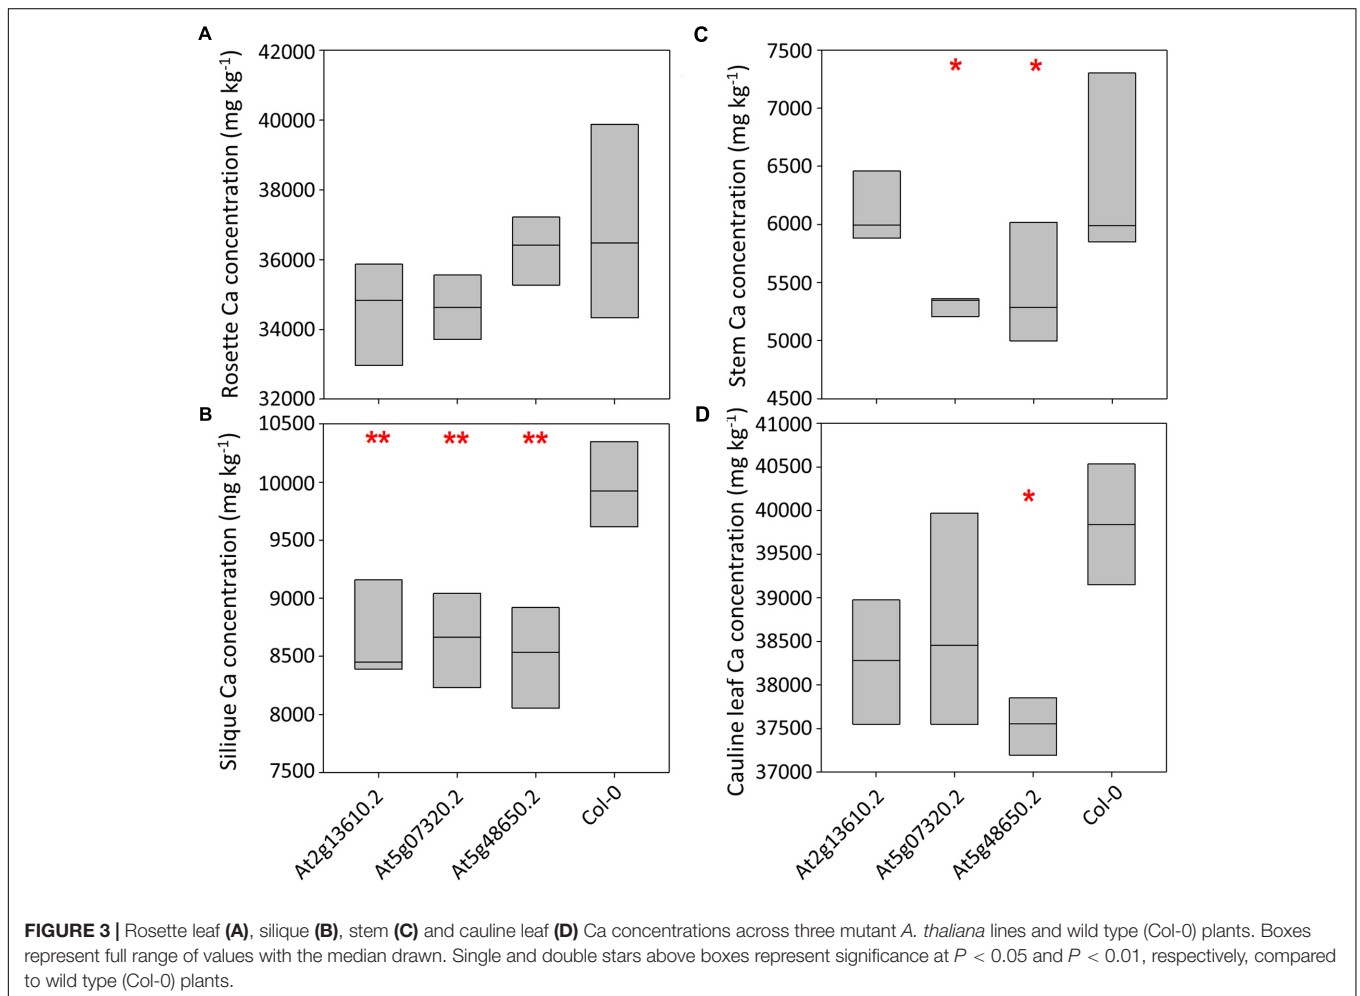 A
Rosette Ca concentration (mg kg-1)
42000
40000
38000
36000
34000
32000
B
Silique Ca concentration (mg kg-1)
10500
10000
9500
9000
8500
8000
7500
** ** **
At2g13610.2
At5g07320.2
At5g48650.2
Col-0
C
Stem Ca concentration (mg kg-1)
7500
7000
6500
6000
5500
5000
4500
* *
D
Cauline leaf Ca concentration (mg kg-1)
41000
40500
40000
39500
39000
38500
38000
37500
37000
*
At2g13610.2
At5g07320.2
At5g48650.2
Col-0
FIGURE 3 | Rosette leaf (A), silique (B), stem (C) and cauline leaf (D) Ca concentrations across three mutant A. thaliana lines and wild type (Col-0) plants. Boxes
represent full range of values with the median drawn. Single and double stars above boxes represent significance at P < 0.05 and P < 0.01, respectively, compared
to wild type (Col-0) plants.